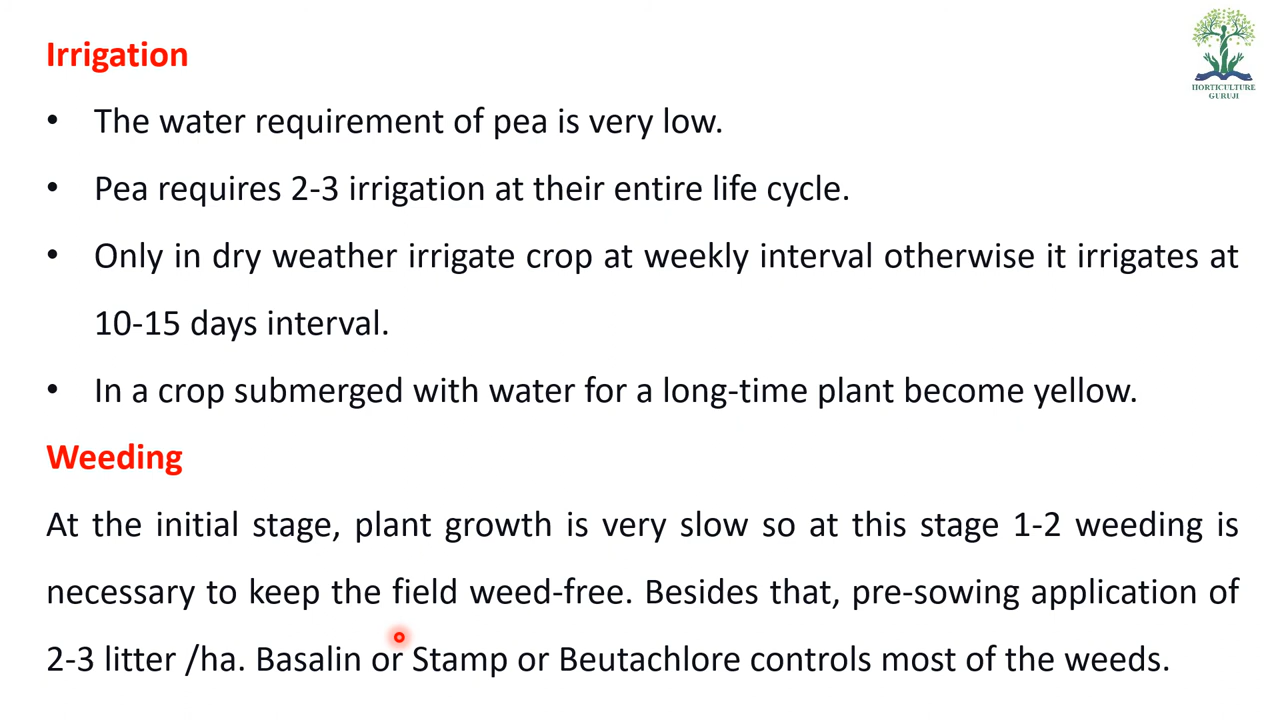 Irrigation
HORTICULTURE
GURUJI
• The water requirement of pea is very low.
• Pea requires 2-3 irrigation at their entire life cycle.
• Only in dry weather irrigate crop at weekly interval otherwise it irrigates at
10-15 days interval.
• In a crop submerged with water for a long-time plant become yellow.
Weeding
At the initial stage, plant growth is very slow so at this stage 1-2 weeding is
necessary to keep the field weed-free. Besides that, pre-sowing application of
2-3 litter /ha. Basalin or Stamp or Beutachlore controls most of the weeds.